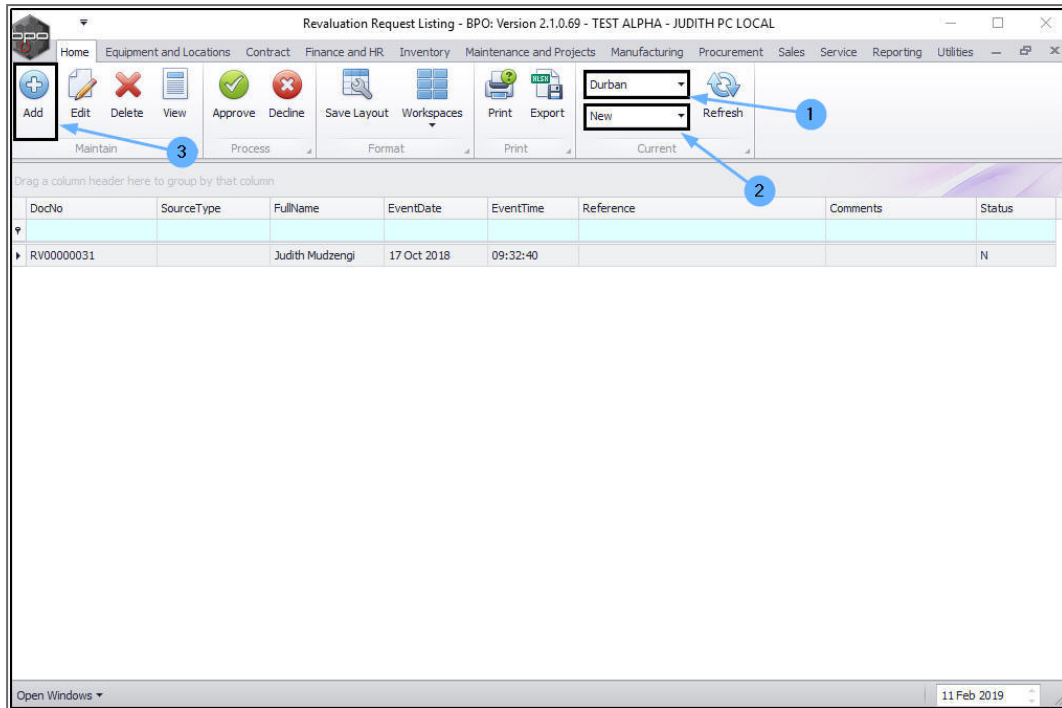 Revaluation Request Listing - BPO: Version 2.1.0.69 - TEST ALPHA - JUDITH PC LOCAL
bpo
Home Equipment and Locations Contract Finance and HR Inventory Maintenance and Projects Manufacturing Procurement Sales Service Reporting Utilities
XLSX
Durban
New
Add Edit Delete View Approve Decline Save Layout Workspaces Print Export Refresh
1
Maintain Process Format Print Current
3
2
Drag a column header here to group by that column
DocNo SourceType FullName EventDate EventTime Reference Comments Status
RV00000031 Judith Mudzengi 17 Oct 2018 09:32:40 N
Open Windows 11 Feb 2019